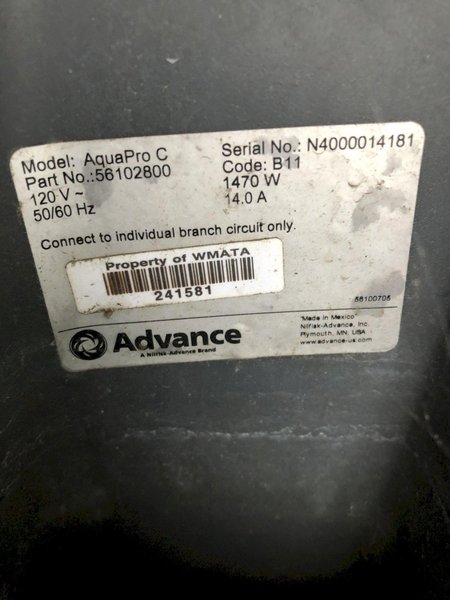 Model: AquaPro C
Part No.:56102800
120 V ~
50/60 Hz
Serial No.: N4000014181
Code: B11
1470 W
14.0 A
Connect to individual branch circuit only.
Property of WMATA
241581
56100705
Advance
A Nilfisk-Advance Brand
"Made in Mexico"
Nilfisk-Advance, Inc.
Plymouth, MN, USA
www.advance-us.com